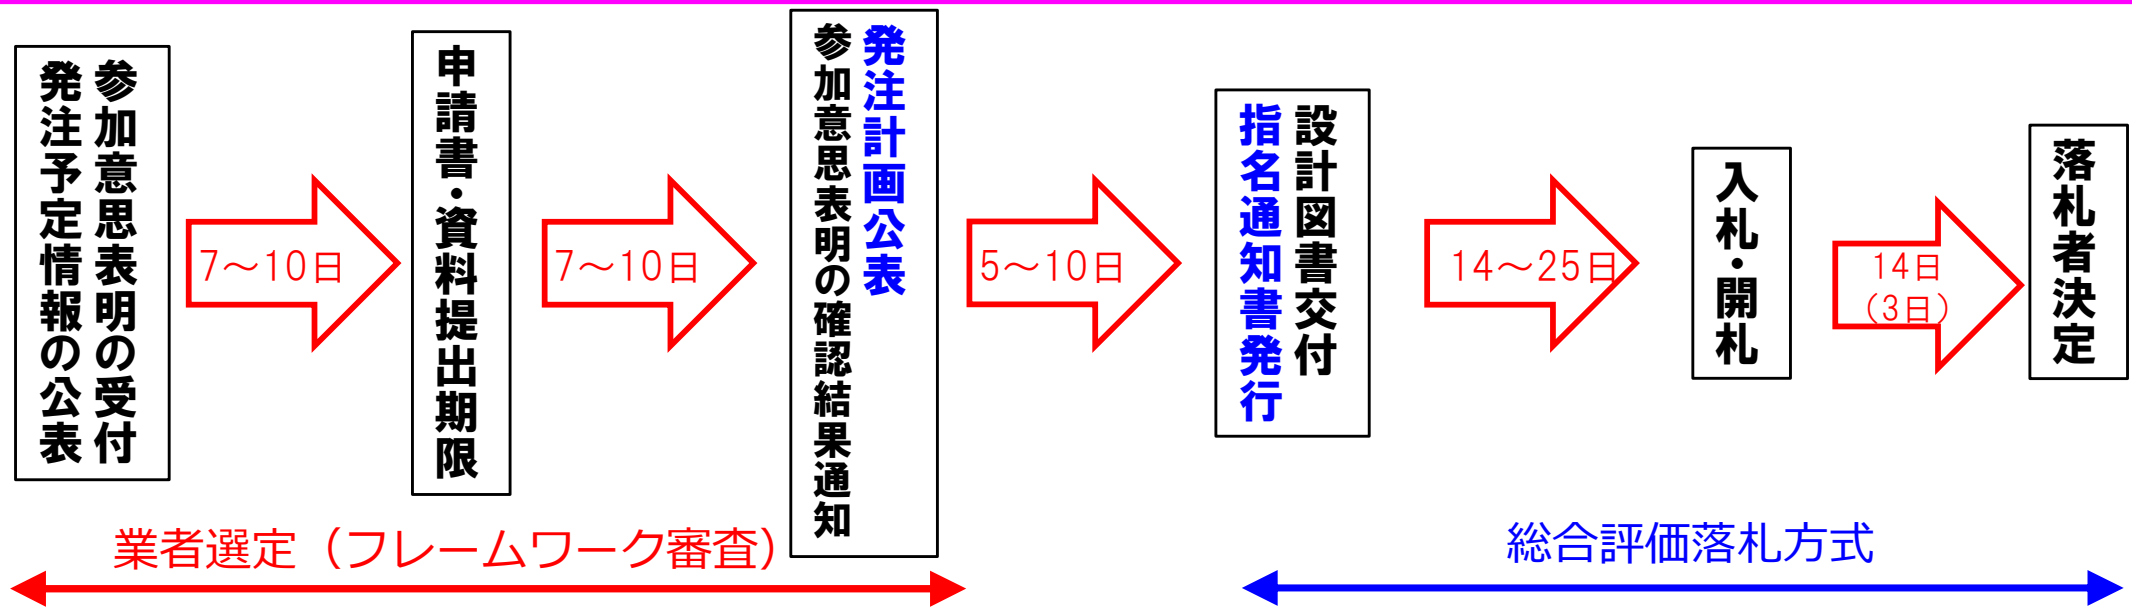 参加意思表明の受付
発注予定情報の公表
7～10日
申請書・資料提出期限
7～10日
発注計画公表
参加意思表明の確認結果通知
5～10日
設計図書交付
指名通知書発行
14～25日
入札・開札
14日
(3日)
落札者決定
業者選定（フレームワーク審査）
総合評価落札方式